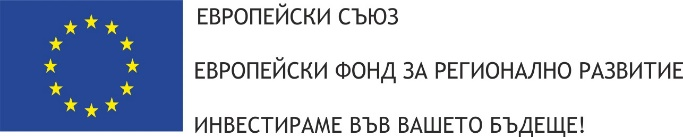 ЕВРОПЕЙСКИ СЪЮЗ
ЕВРОПЕЙСКИ ФОНД ЗА РЕГИОНАЛНО РАЗВИТИЕ
ИНВЕСТИРАМЕ ВЪВ ВАШЕТО БЪДЕЩЕ!